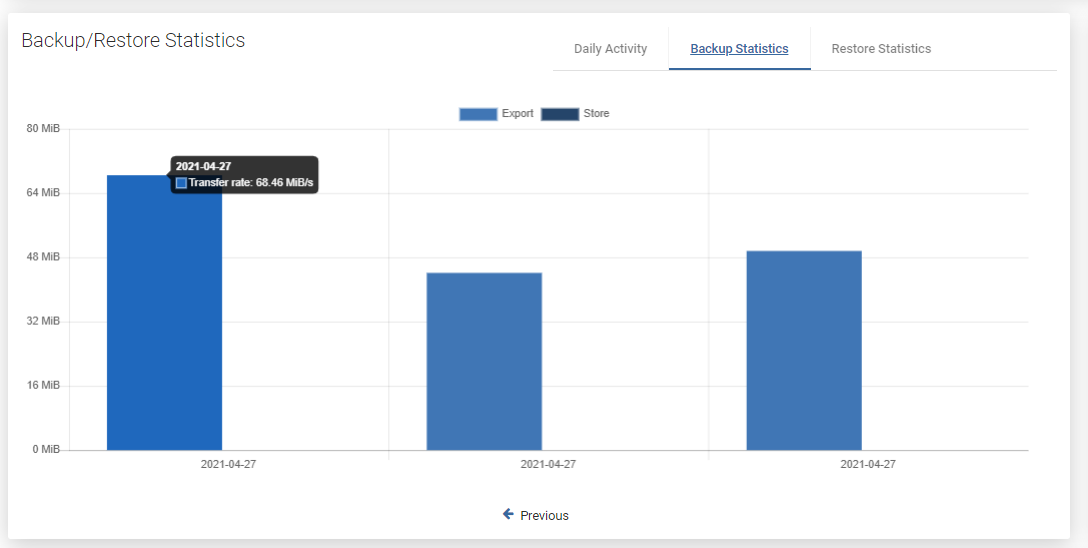 Backup/Restore Statistics
Daily Activity
Backup Statistics
Restore Statistics
Export
Store
80 MiB
2021-04-27
Transfer rate: 68.46 MiB/s
64 MiB
48 MiB
32 MiB
16 MiB
0 MiB
2021-04-27
2021-04-27
2021-04-27
Previous